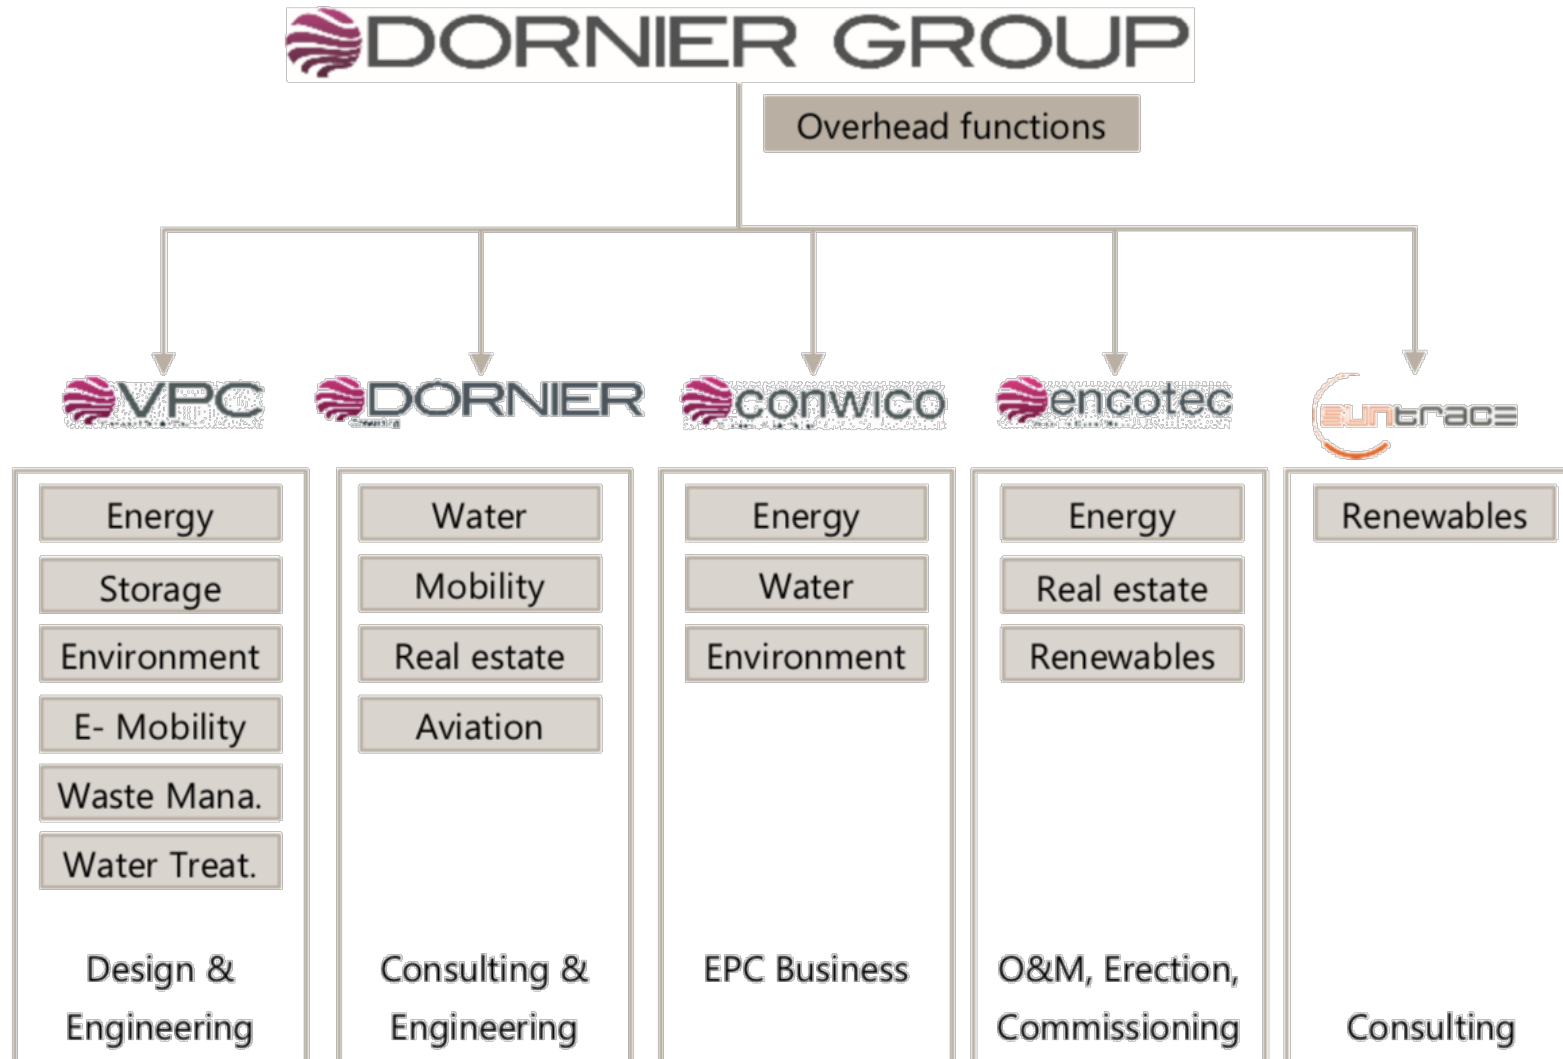 DORNIER GROUP
Overhead functions
VPC
DORNIER
Consulting
conwico
encotec
suntrace
Energy
Storage
Environment
E- Mobility
Waste Mana.
Water Treat.
Design &
Engineering
Water
Mobility
Real estate
Aviation
Consulting &
Engineering
Energy
Water
Environment
EPC Business
Energy
Real estate
Renewables
O&M, Erection,
Commissioning
Renewables
Consulting